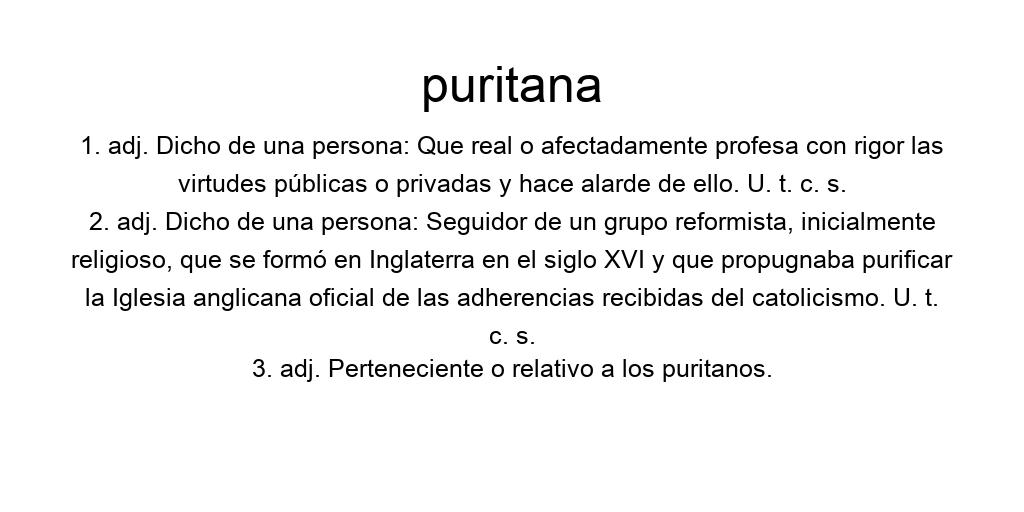 puritana
1. adj. Dicho de una persona: Que real o afectadamente profesa con rigor las
virtudes públicas o privadas y hace alarde de ello. U. t. c. s.
2. adj. Dicho de una persona: Seguidor de un grupo reformista, inicialmente
religioso, que se formó en Inglaterra en el siglo XVI y que propugnaba purificar
la Iglesia anglicana oficial de las adherencias recibidas del catolicismo. U. t.
c. s.
3. adj. Perteneciente o relativo a los puritanos.